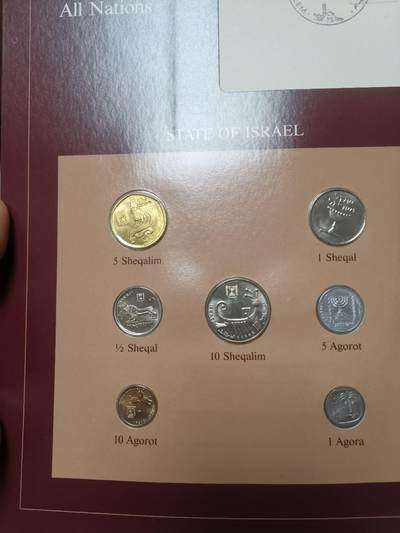 All Nations
STATE OF ISRAEL
5 Sheqalim
1 Sheqal
½ Sheqal
10 Sheqalim
5 Agorot
10 Agorot
1 Agora